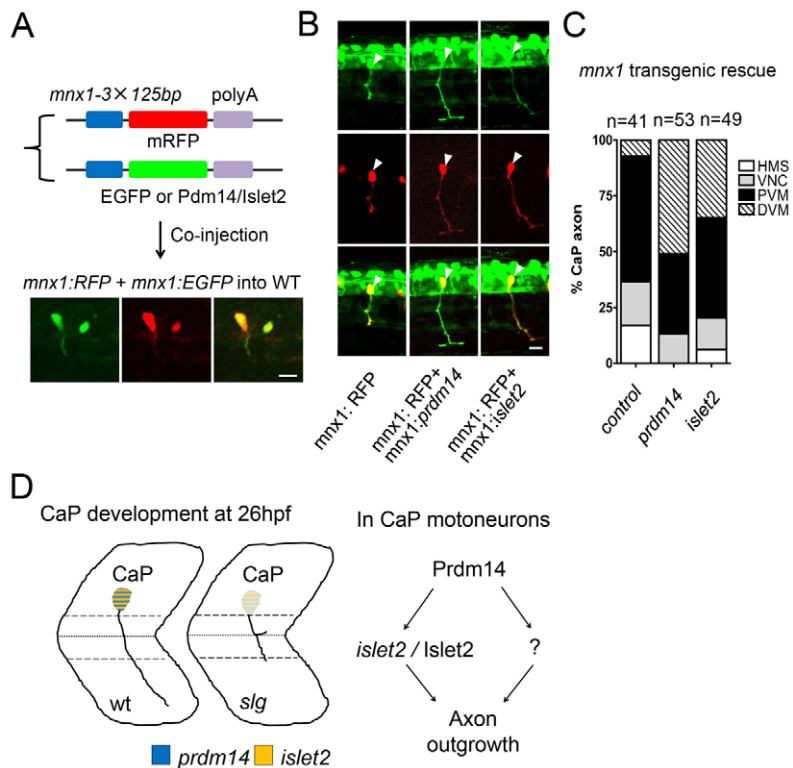 A
mnx1-3×125bp polyA
mRFP
EGFP or Pdm14/Islet2
Co-injection
mnx1:RFP + mnx1:EGFP into WT
B
mnx1: RFP
mnx1: RFP+
mnx1:prdm14
mnx1: RFP+
mnx1:islet2
C
mnx1 transgenic rescue
n=41 n=53 n=49
100
75
50
25
0
% CaP axon
HMS
VNC
PVM
DVM
control
prdm14
islet2
D
CaP development at 26hpf
CaP
wt
CaP
slg
prdm14 islet2
In CaP motoneurons
Prdm14
islet2 / Islet2 ?
Axon
outgrowth